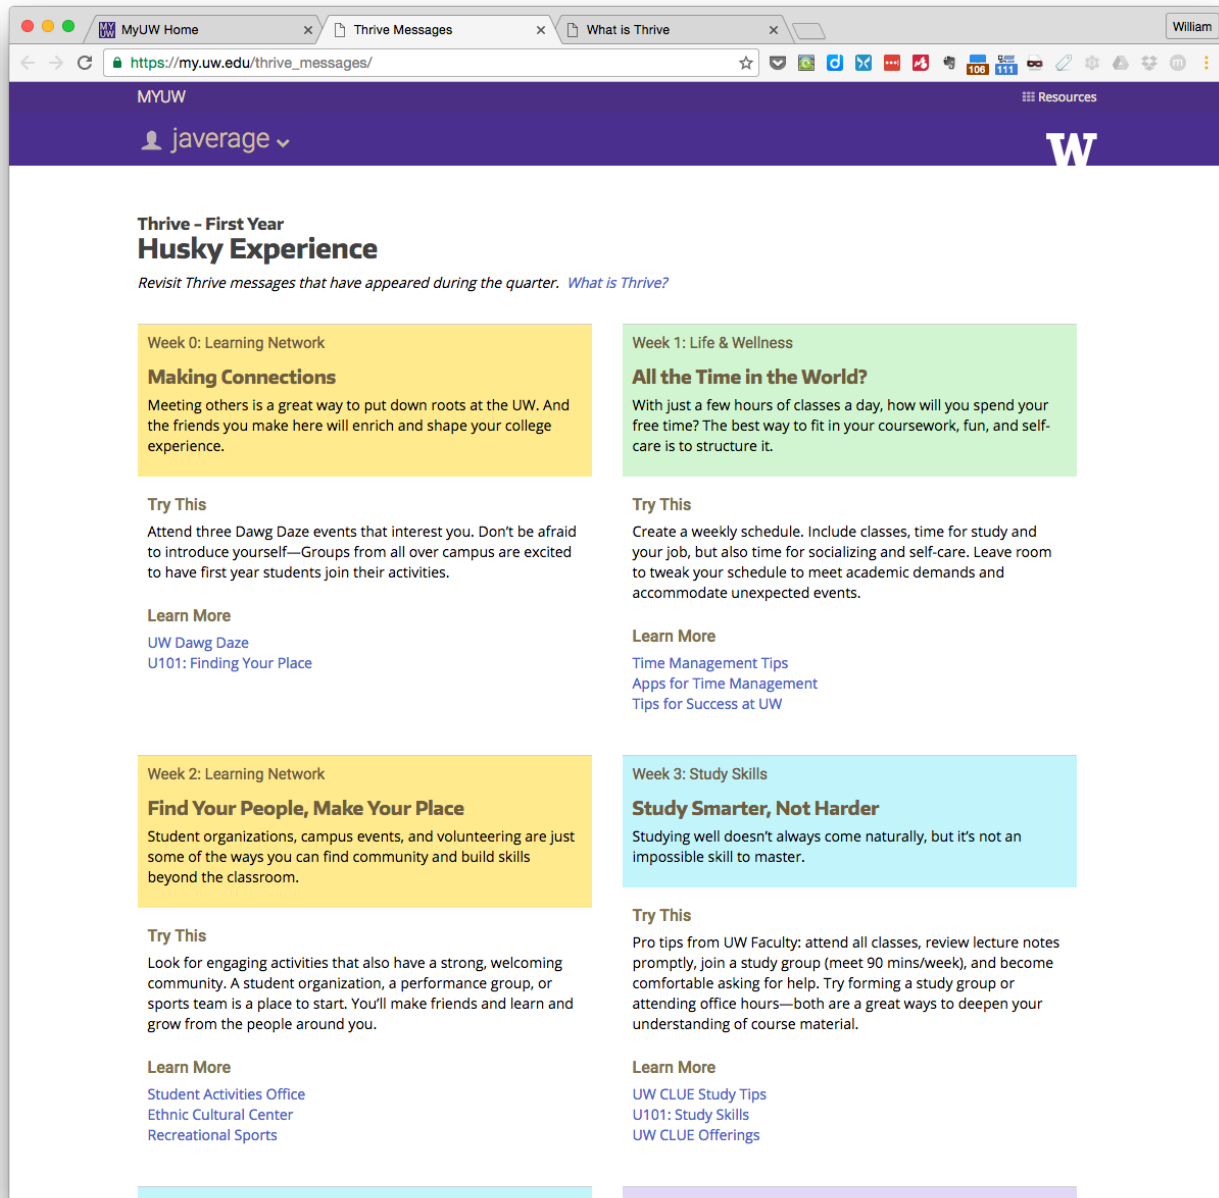 MyUW Home
Thrive Messages
What is Thrive
William
https://my.uw.edu/thrive_messages/
106
111
MYUW
Resources
javerage
W
Thrive – First Year
Husky Experience
Revisit Thrive messages that have appeared during the quarter. What is Thrive?
Week 0: Learning Network
Making Connections
Meeting others is a great way to put down roots at the UW. And
the friends you make here will enrich and shape your college
experience.
Try This
Attend three Dawg Daze events that interest you. Don't be afraid
to introduce yourself—Groups from all over campus are excited
to have first year students join their activities.
Learn More
UW Dawg Daze
U101: Finding Your Place
Week 1: Life & Wellness
All the Time in the World?
With just a few hours of classes a day, how will you spend your
free time? The best way to fit in your coursework, fun, and self-
care is to structure it.
Try This
Create a weekly schedule. Include classes, time for study and
your job, but also time for socializing and self-care. Leave room
to tweak your schedule to meet academic demands and
accommodate unexpected events.
Learn More
Time Management Tips
Apps for Time Management
Tips for Success at UW
Week 2: Learning Network
Find Your People, Make Your Place
Student organizations, campus events, and volunteering are just
some of the ways you can find community and build skills
beyond the classroom.
Try This
Look for engaging activities that also have a strong, welcoming
community. A student organization, a performance group, or
sports team is a place to start. You'll make friends and learn and
grow from the people around you.
Learn More
Student Activities Office
Ethnic Cultural Center
Recreational Sports
Week 3: Study Skills
Study Smarter, Not Harder
Studying well doesn't always come naturally, but it's not an
impossible skill to master.
Try This
Pro tips from UW Faculty: attend all classes, review lecture notes
promptly, join a study group (meet 90 mins/week), and become
comfortable asking for help. Try forming a study group or
attending office hours—both are a great ways to deepen your
understanding of course material.
Learn More
UW CLUE Study Tips
U101: Study Skills
UW CLUE Offerings